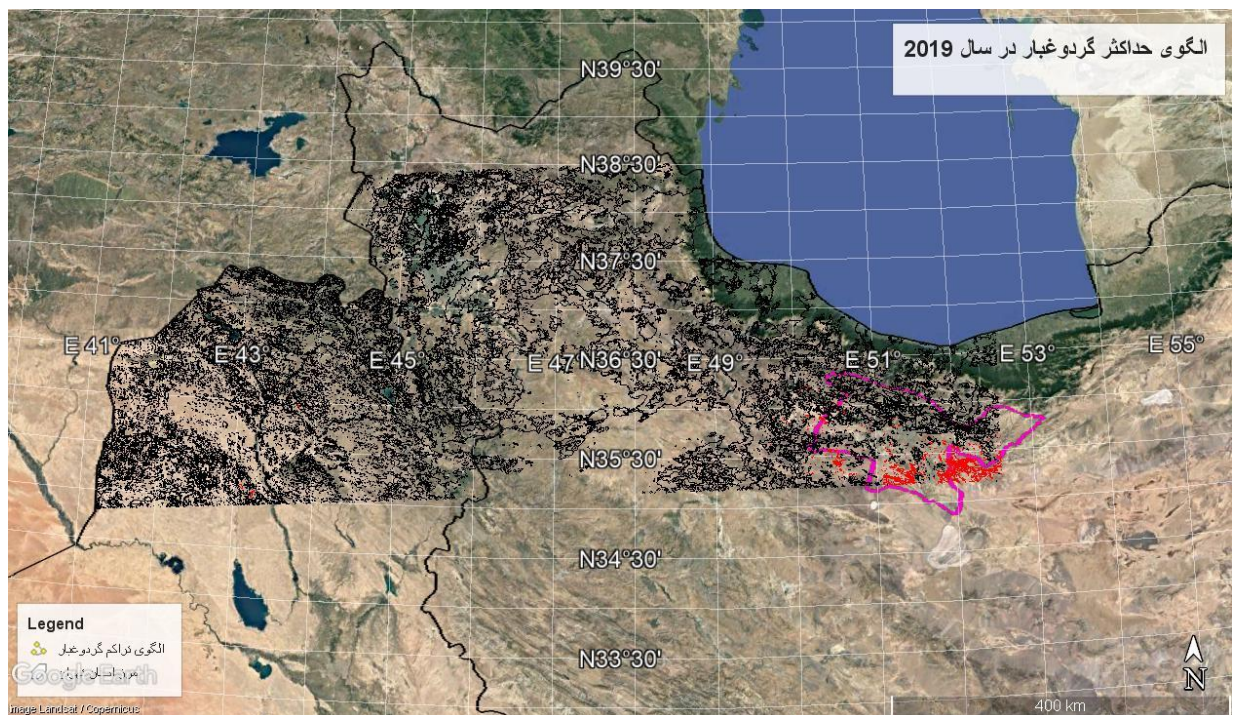 الگوی حداکثر گردوغبار در سال 2019
N39°30'
N38°30'
N37°30'
E 41°
E 43°
E 45°
E 47
N36°30'
E 49°
E 51°
E 53°
E 55°
N35°30'
N34°30'
N33°30'
Legend
الگوی تراکم گردوغبار
Google Earth
Image Landsat / Copernicus
400 km
N